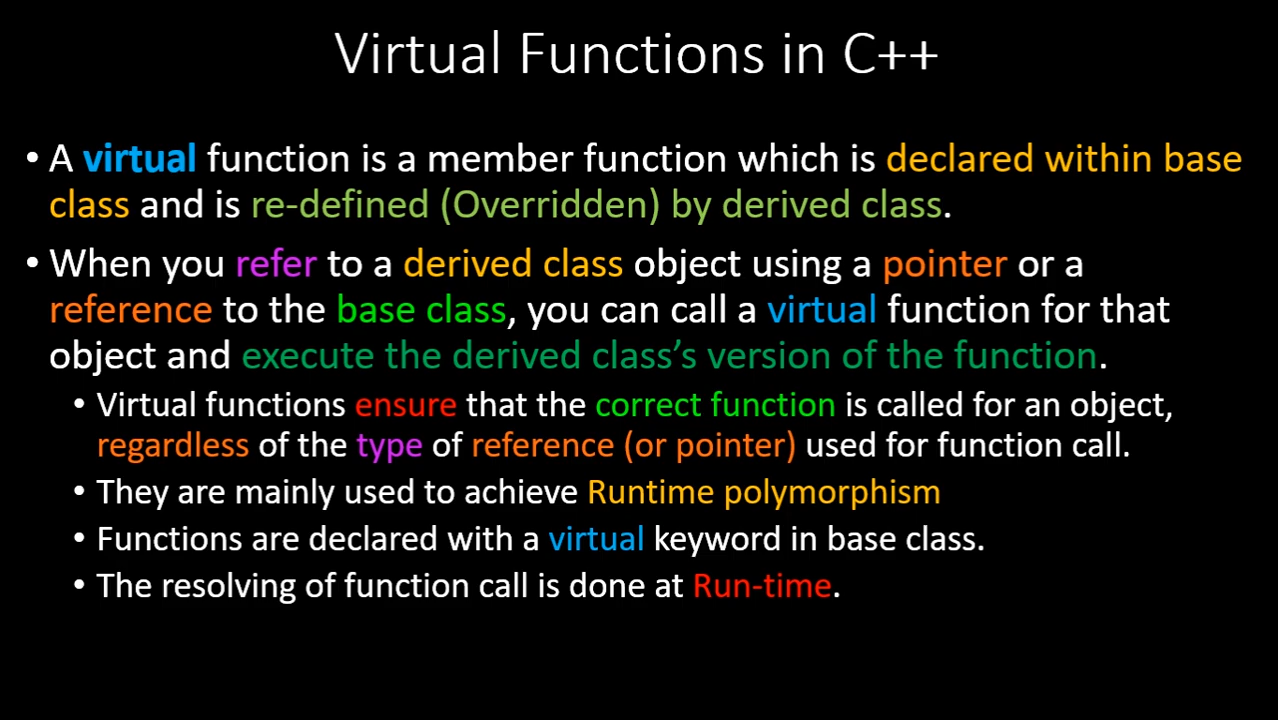 Virtual Functions in C++
• A virtual function is a member function which is declared within base
class and is re-defined (Overridden) by derived class.
• When you refer to a derived class object using a pointer or a
reference to the base class, you can call a virtual function for that
object and execute the derived class’s version of the function.
• Virtual functions ensure that the correct function is called for an object,
regardless of the type of reference (or pointer) used for function call.
• They are mainly used to achieve Runtime polymorphism
• Functions are declared with a virtual keyword in base class.
• The resolving of function call is done at Run-time.